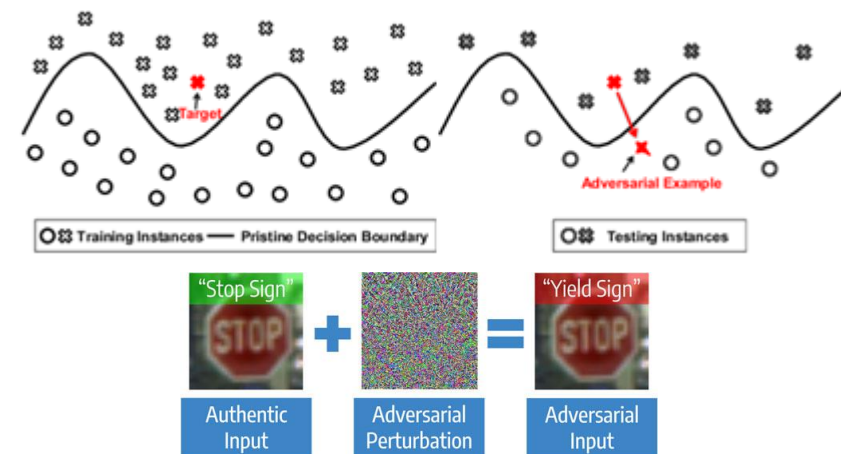 Target
Adversarial Example
Training Instances
Pristine Decision Boundary
Testing Instances
“Stop Sign”
“Yield Sign”
STOP
STOP
Authentic
Input
Adversarial
Perturbation
Adversarial
Input